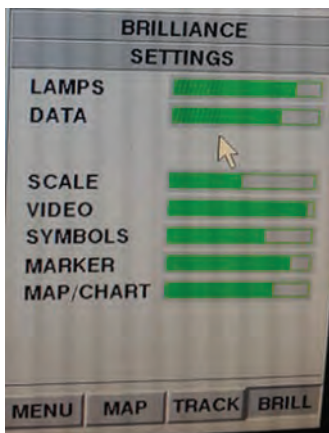 BRILLIANCE
SETTINGS
LAMPS
DATA
SCALE
VIDEO
SYMBOLS
MARKER
MAP/CHART
MENU MAP TRACK BRILL